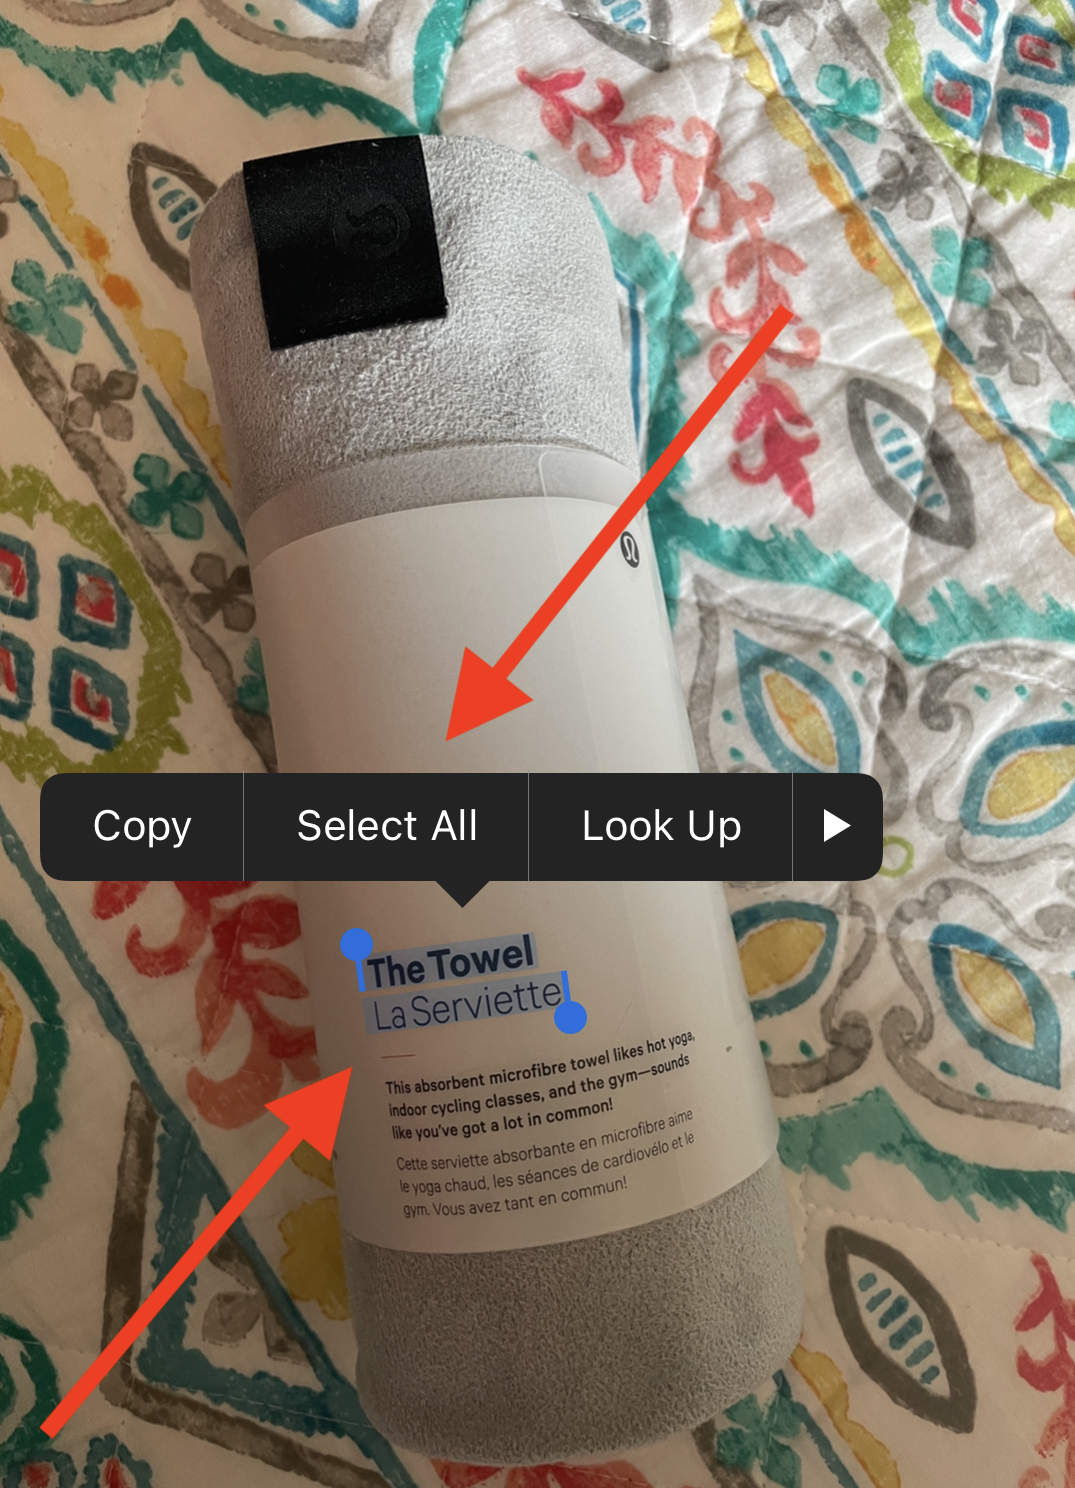 Copy
Select All
Look Up
The Towel
La Serviette
This absorbent microfibre towel likes hot yoga,
indoor cycling classes, and the gym—sounds
like you've got a lot in common!
Cette serviette absorbante en microfibre aime
le yoga chaud, les séances de cardiovélo et le
gym. Vous avez tant en commun!